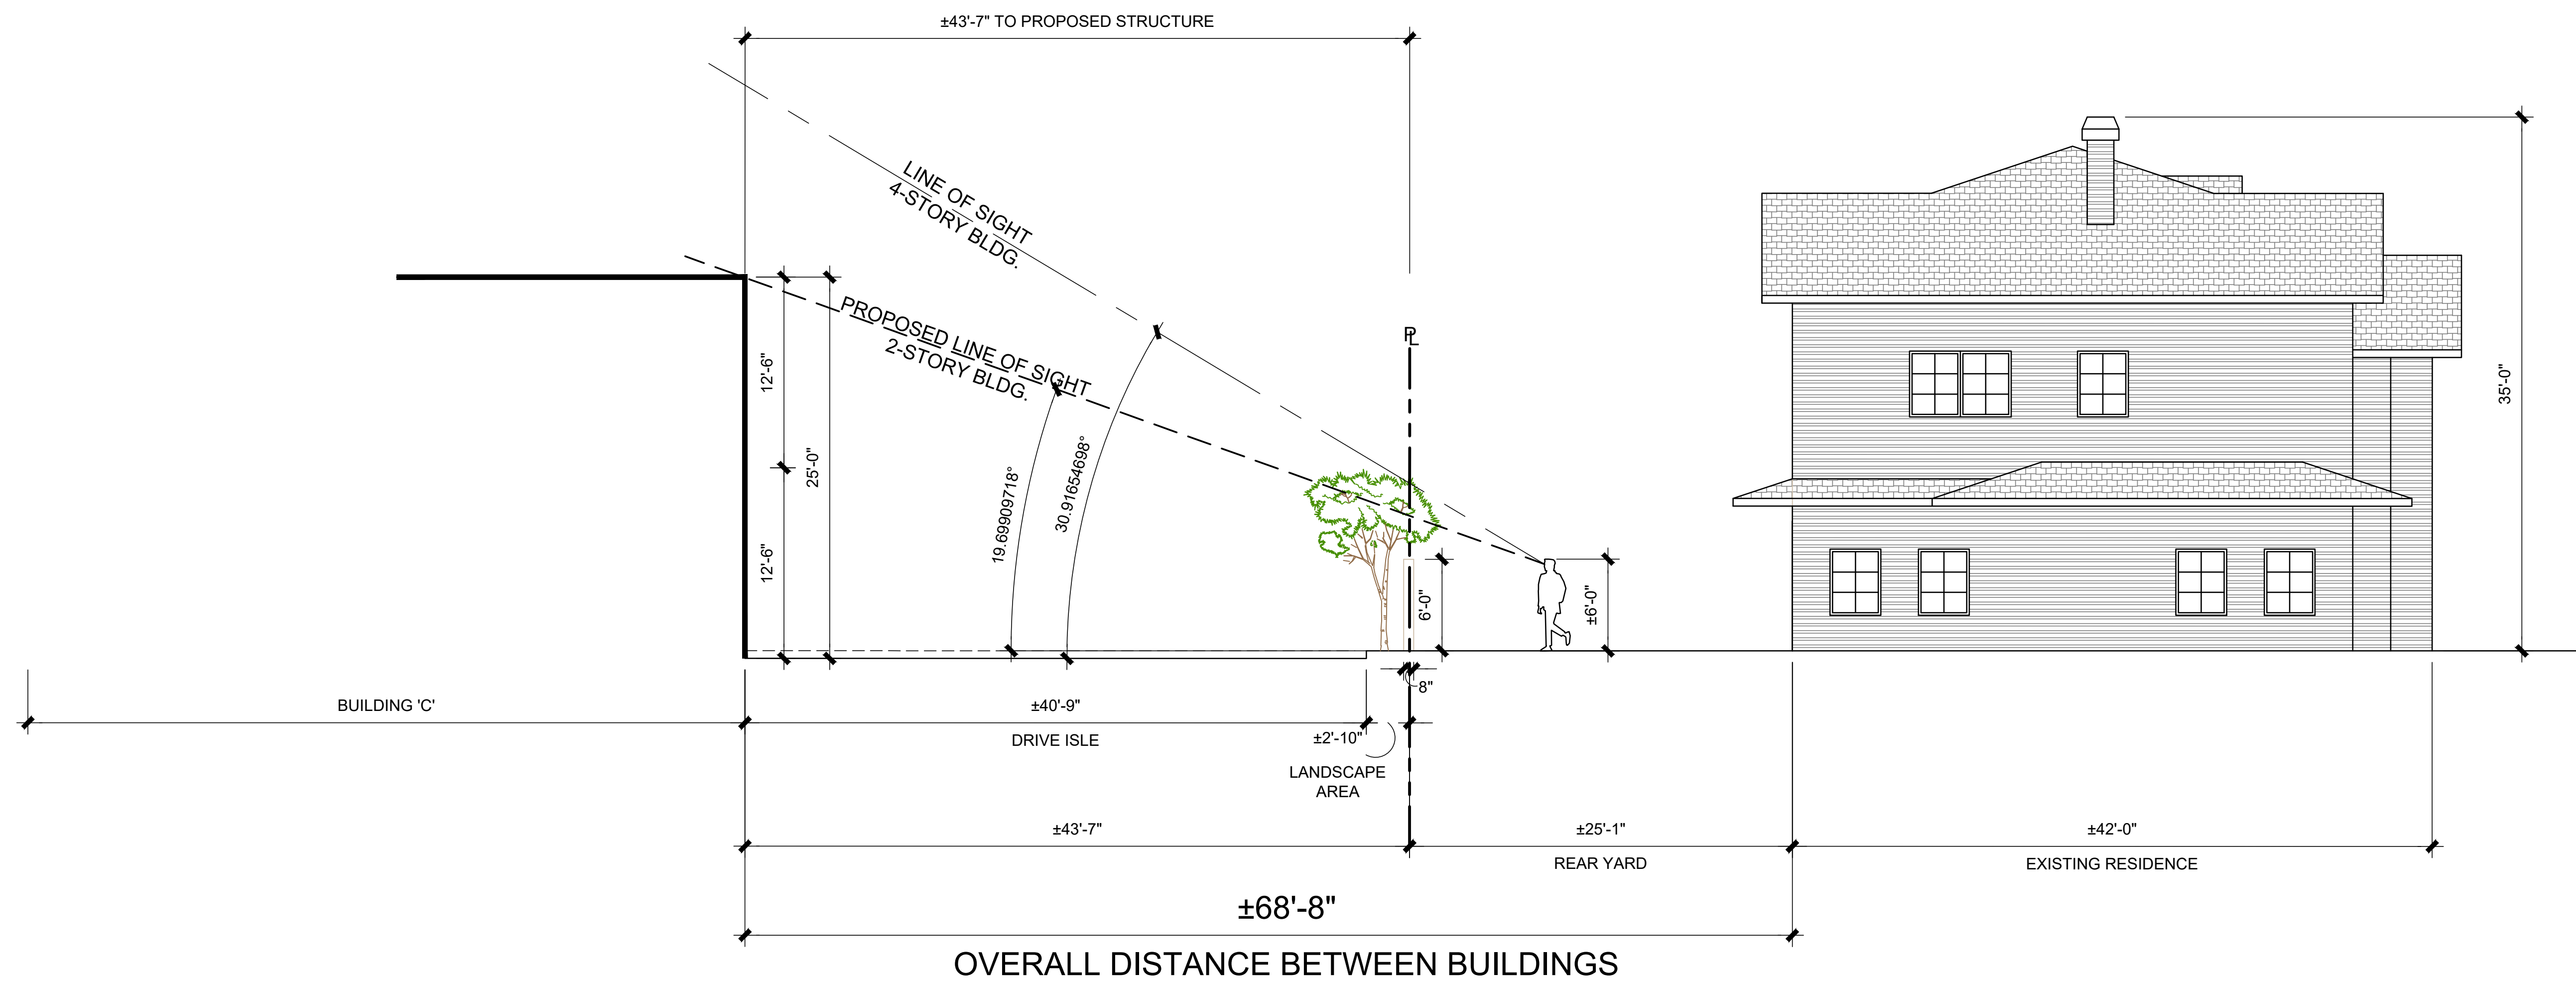 ±43'-7" TO PROPOSED STRUCTURE
LINE OF SIGHT
4-STORY BLDG.
PROPOSED LINE OF SIGHT
2-STORY BLDG.
PL
12'-6"
25'-0"
12'-6"
19.69909718°
30.91654698°
6'-0"
±6'-0"
35'-0"
8"
BUILDING 'C'
±40'-9"
DRIVE ISLE
±2'-10"
LANDSCAPE
AREA
±43'-7"
±25'-1"
REAR YARD
±42'-0"
EXISTING RESIDENCE
±68'-8"
OVERALL DISTANCE BETWEEN BUILDINGS